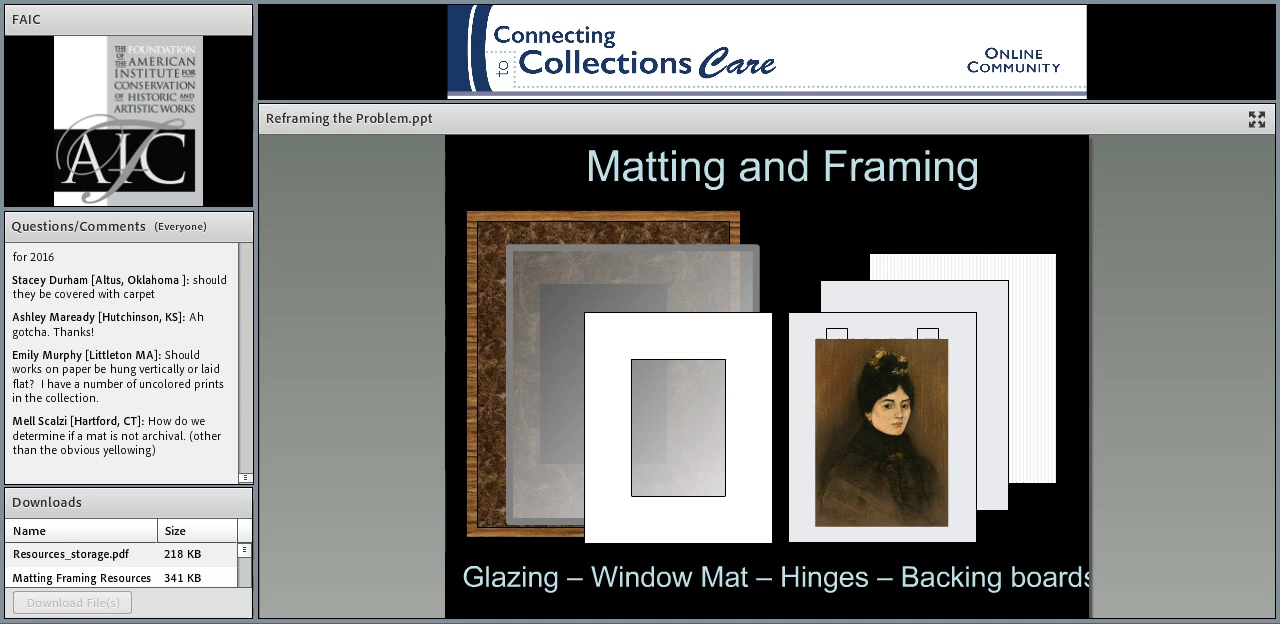 FAIC
THE FOUNDATION
OF THE AMERICAN
INSTITUTE FOR
CONSERVATION
OF HISTORIC AND
ARTISTIC WORKS
FAIC
Connecting
to Collections Care
ONLINE
COMMUNITY
Reframing the Problem.ppt
Questions/Comments (Everyone)
for 2016
Stacey Durham [Altus, Oklahoma ]: should
they be covered with carpet
Ashley Maready [Hutchinson, KS]: Ah
gotcha. Thanks!
Emily Murphy [Littleton MA]: Should
works on paper be hung vertically or laid
flat? I have a number of uncolored prints
in the collection.
Mell Scalzi [Hartford, CT]: How do we
determine if a mat is not archival. (other
than the obvious yellowing)
Downloads
Name Size
Resources_storage.pdf 218 KB
Matting Framing Resources 341 KB
Download File(s)
Matting and Framing
Glazing – Window Mat – Hinges – Backing boards